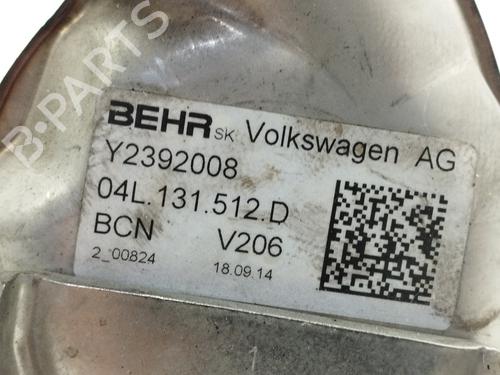 BEHR SK Volkswagen AG
Y2392008
04L.131.512.D
BCN V206
2_00824 18.09.14
B-PARTS